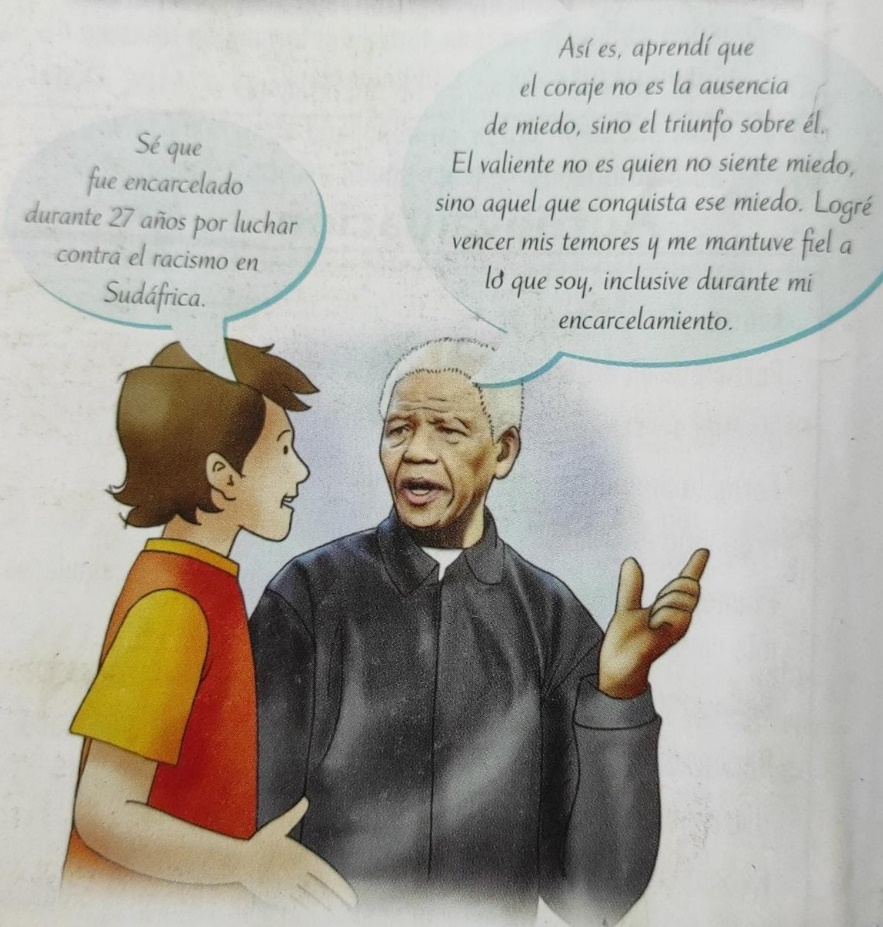 Sé que
fue encarcelado
durante 27 años por luchar
contra el racismo en
Sudáfrica.
Así es, aprendí que
el coraje no es la ausencia
de miedo, sino el triunfo sobre él.
El valiente no es quien no siente miedo,
sino aquel que conquista ese miedo. Logré
vencer mis temores y me mantuve fiel a
lo que soy, inclusive durante mi
encarcelamiento.